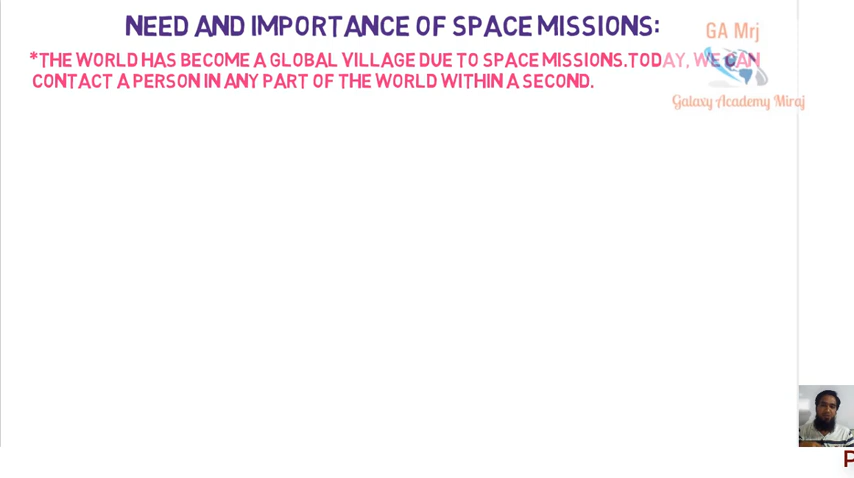 NEED AND IMPORTANCE OF SPACE MISSIONS:
GA Mrj
*THE WORLD HAS BECOME A GLOBAL VILLAGE DUE TO SPACE MISSIONS.TODAY, WE CAN
CONTACT A PERSON IN ANY PART OF THE WORLD WITHIN A SECOND.
Galaxy Academy Miraj
P